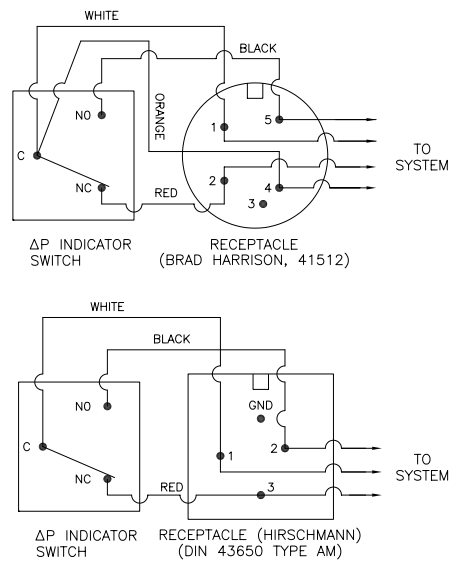 WHITE
BLACK
ORANGE
NO
1
5
C
TO
SYSTEM
2
NC
RED
4
3
ΔP INDICATOR
SWITCH
RECEPTACLE
(BRAD HARRISON, 41512)
WHITE
BLACK
NO
GND
C
2
1
TO
SYSTEM
NC
RED
3
ΔP INDICATOR
SWITCH
RECEPTACLE (HIRSCHMANN)
(DIN 43650 TYPE AM)